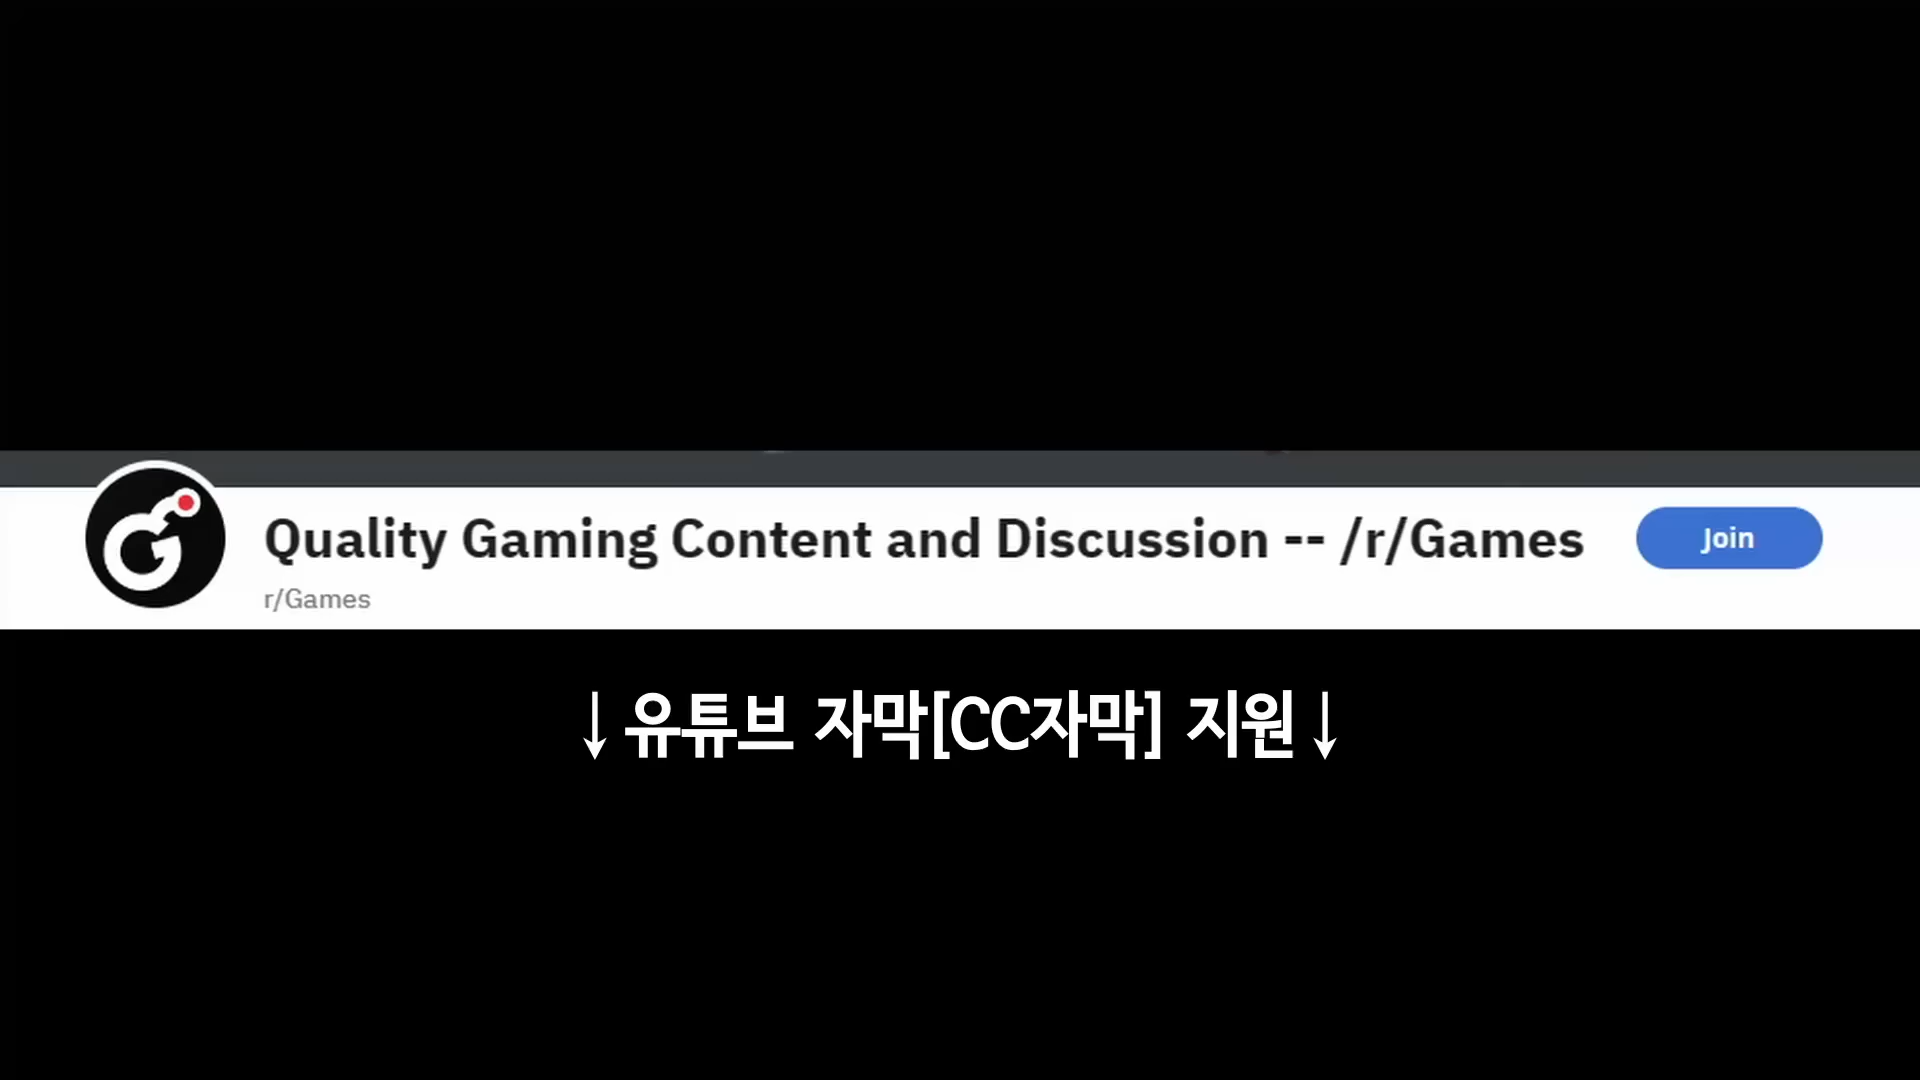 Quality Gaming Content and Discussion -- /r/Games
Join
r/Games
↓유튜브 자막[CC자막] 지원↓